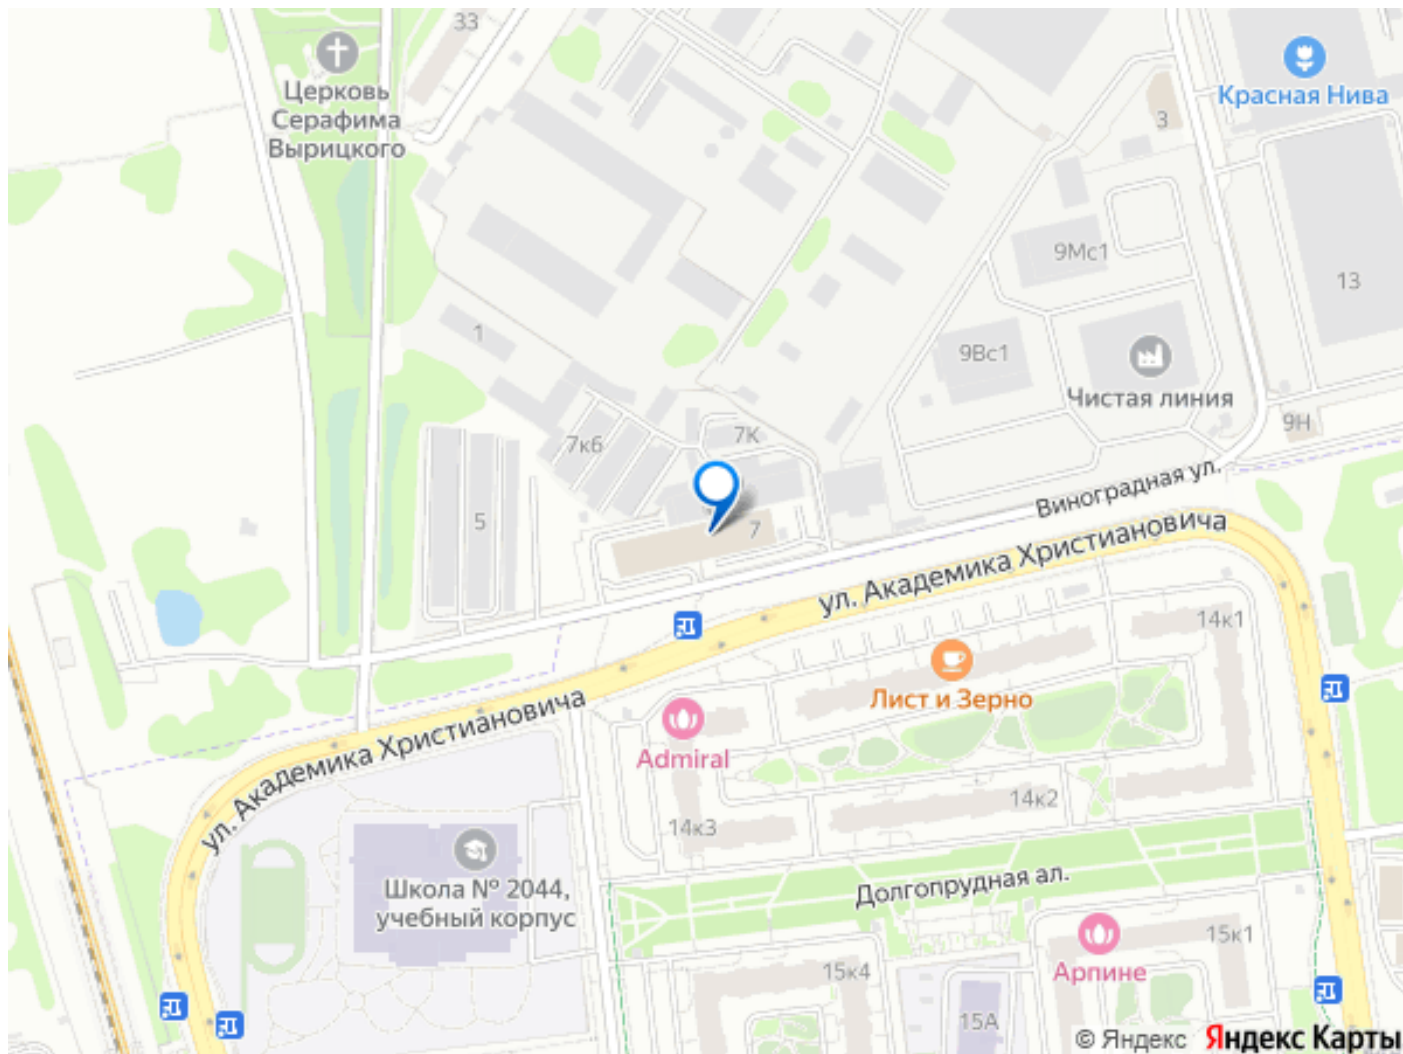 33
Церковь
Серафима
Вырицкого
Красная Нива
3
9Мс1
13
1
9Вс1
Чистая линия
7к6
7К
9Н
5
7
Виноградная ул.
ул. Академика Христиановича
14к1
Лист и Зерно
ул. Академика Христиановича
Admiral
14к2
14к3
Школа № 2044,
учебный корпус
Долгопрудная ал.
15к1
Арпине
15к4
15А
© Яндекс Яндекс Карты